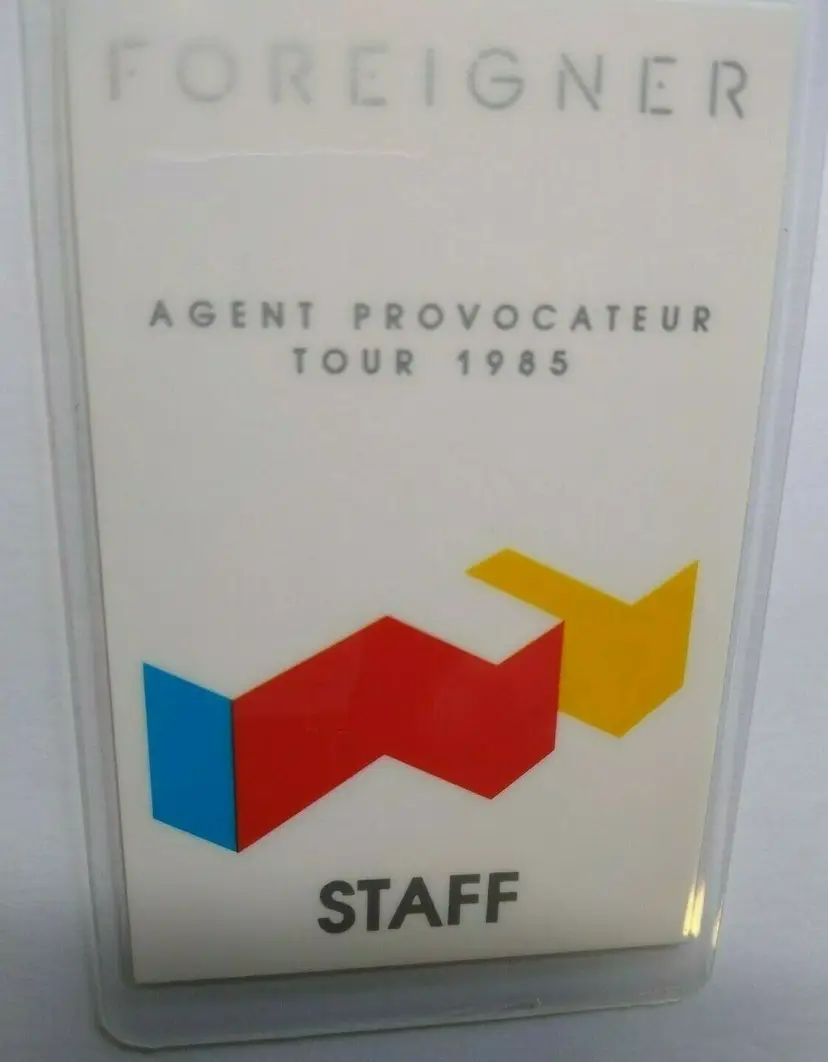 FOREIGNER
AGENT PROVOCATEUR
TOUR 1985
STAFF